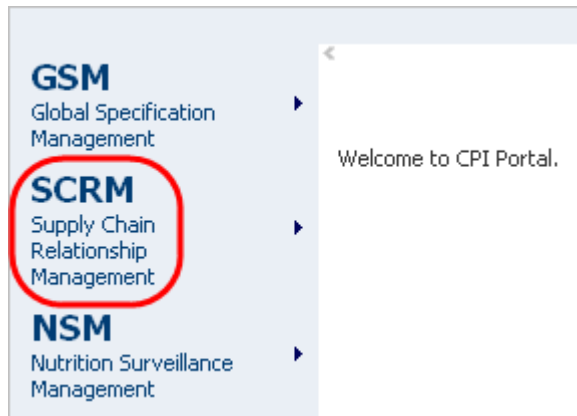 GSM
Global Specification
Management
Welcome to CPI Portal.
SCRM
Supply Chain
Relationship
Management
NSM
Nutrition Surveillance
Management